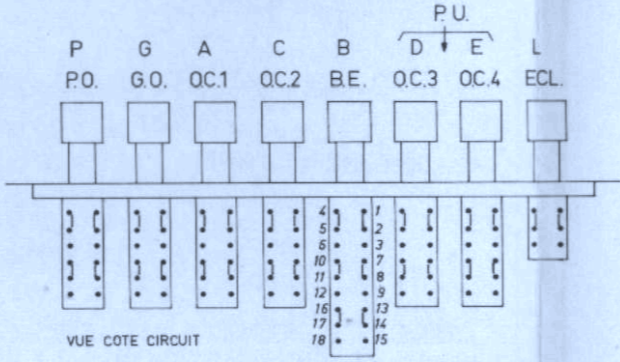 P.U.
P G A C B D E L
P.O. G.O. O.C.1 O.C.2 B.E. O.C.3 O.C.4 ECL.
4 1
5 2
6 3
10 7
11 8
12 9
16 13
17 14
18 15
VUE COTE CIRCUIT